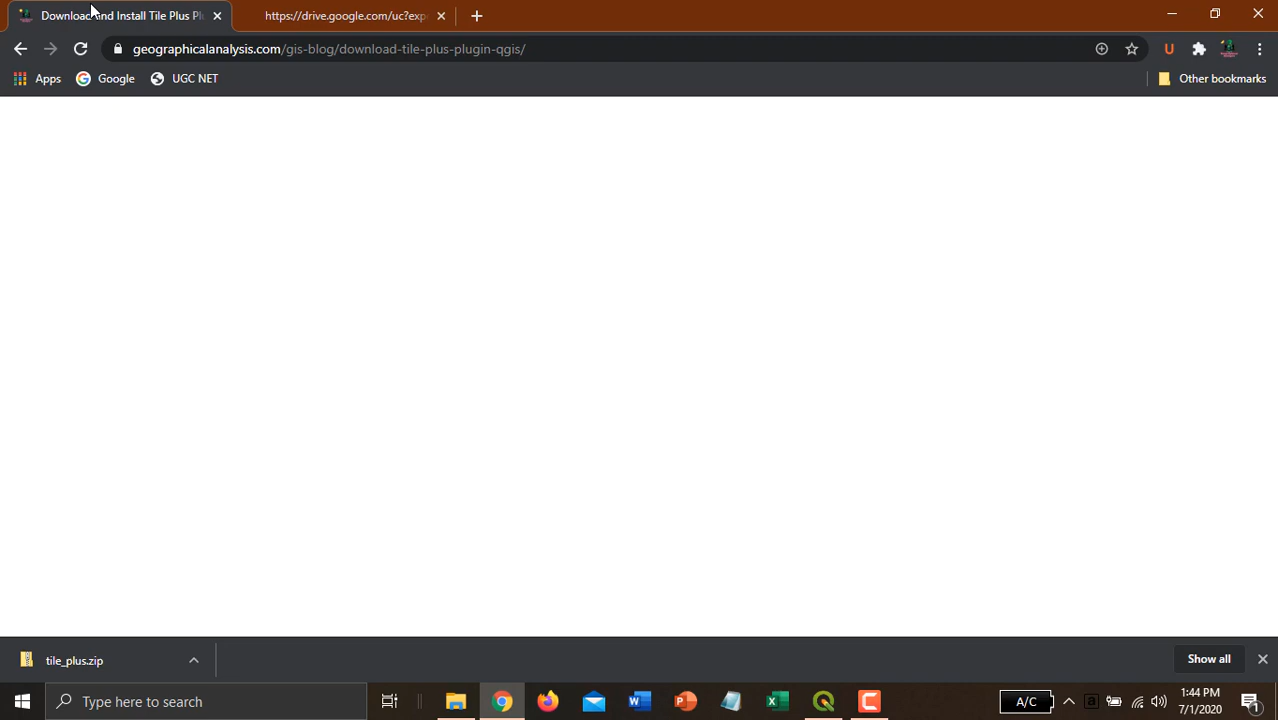 Download and Install Tile Plus Pl
https://drive.google.com/uc?exp
geographicalanalysis.com/gis-blog/download-tile-plus-plugin-qgis/
Apps
Google
UGC NET
Other bookmarks
tile_plus.zip
Show all
Type here to search
A/C
1:44 PM
7/1/2020